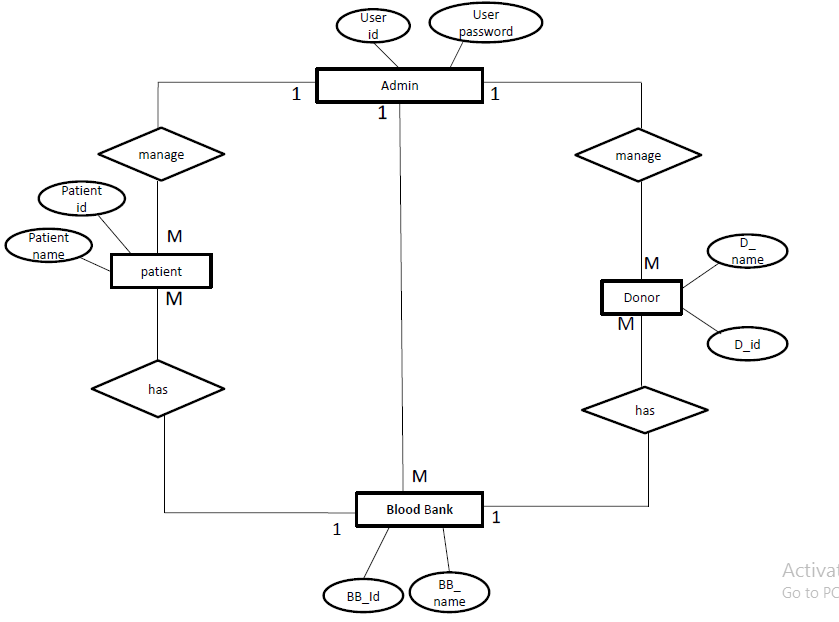 User
id
User
password
Admin
1
1
1
manage
manage
Patient
id
M
Patient
name
patient
M
M
D_
name
Donor
M
D_id
has
has
M
Blood Bank
1
1
BB_Id
BB_
name
Activat
Go to PC